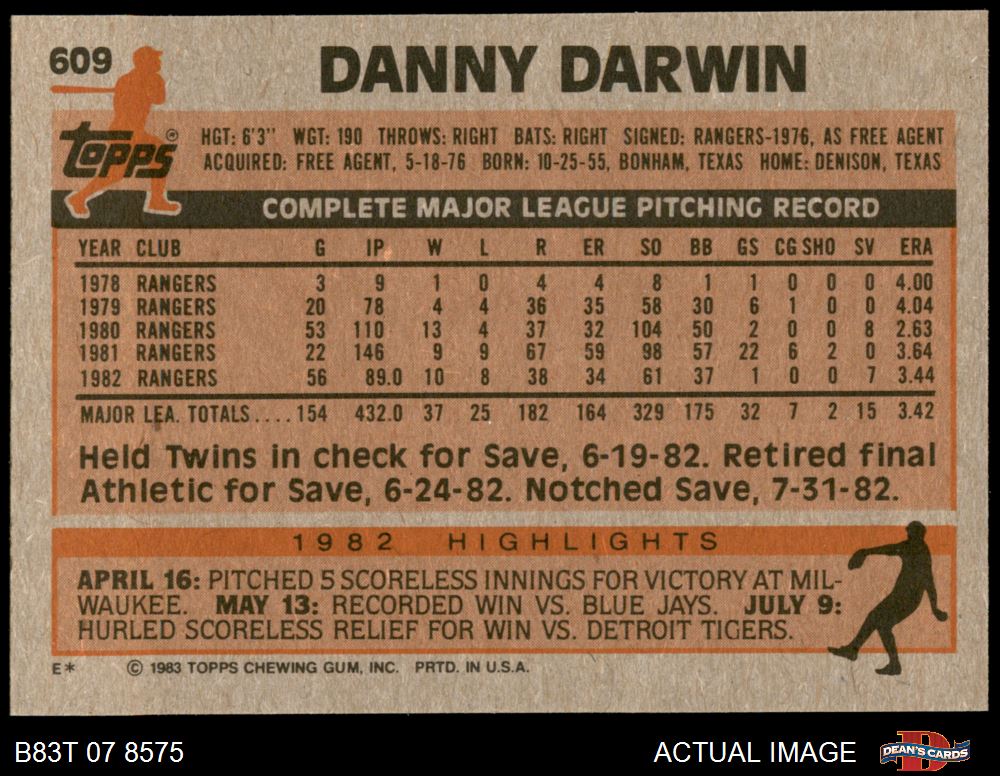 609
DANNY DARWIN
Topps®
HGT: 6'3'' WGT: 190 THROWS: RIGHT BATS: RIGHT SIGNED: RANGERS-1976, AS FREE AGENT
ACQUIRED: FREE AGENT, 5-18-76 BORN: 10-25-55, BONHAM, TEXAS HOME: DENISON, TEXAS
COMPLETE MAJOR LEAGUE PITCHING RECORD
YEAR CLUB G IP W L R ER SO BB GS CG SHO SV ERA
1978 RANGERS 3 9 1 0 4 4 8 1 1 0 0 0 4.00
1979 RANGERS 20 78 4 4 36 35 58 30 6 1 0 0 4.04
1980 RANGERS 53 110 13 4 37 32 104 50 2 0 0 8 2.63
1981 RANGERS 22 146 9 9 67 59 98 57 22 6 2 0 3.64
1982 RANGERS 56 89.0 10 8 38 34 61 37 1 0 0 7 3.44
MAJOR LEA. TOTALS....154 432.0 37 25 182 164 329 175 32 7 2 15 3.42
Held Twins in check for Save, 6-19-82. Retired final
Athletic for Save, 6-24-82. Notched Save, 7-31-82.
1982 HIGHLIGHTS
APRIL 16: PITCHED 5 SCORELESS INNINGS FOR VICTORY AT MIL-
WAUKEE. MAY 13: RECORDED WIN VS. BLUE JAYS. JULY 9:
HURLED SCORELESS RELIEF FOR WIN VS. DETROIT TIGERS.
E* © 1983 TOPPS CHEWING GUM, INC. PRTD. IN U.S.A.
B83T 07 8575
ACTUAL IMAGE
D
DEAN'S CARDS